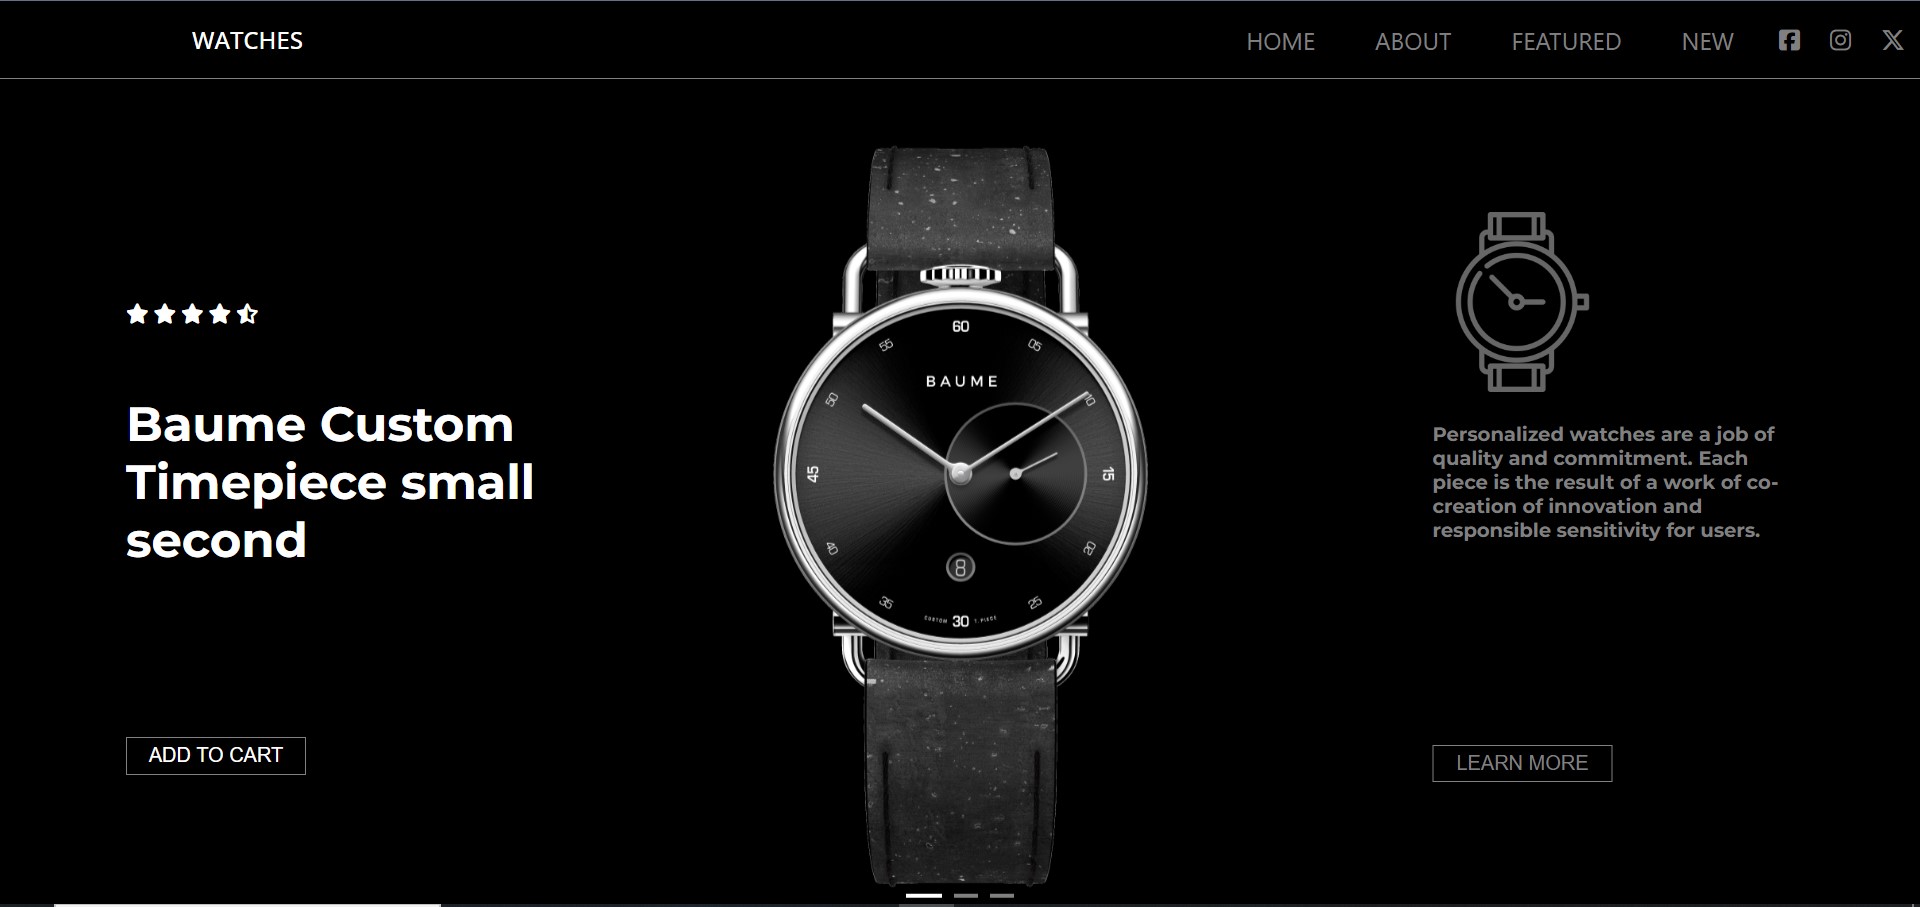 WATCHES
HOME ABOUT FEATURED NEW
60
55 05
BAUME
50 10
Baume Custom
Timepiece small
second
45 15
40 20
8
35 25
CUSTOM 30 T.PIECE
Personalized watches are a job of
quality and commitment. Each
piece is the result of a work of co-
creation of innovation and
responsible sensitivity for users.
ADD TO CART
LEARN MORE